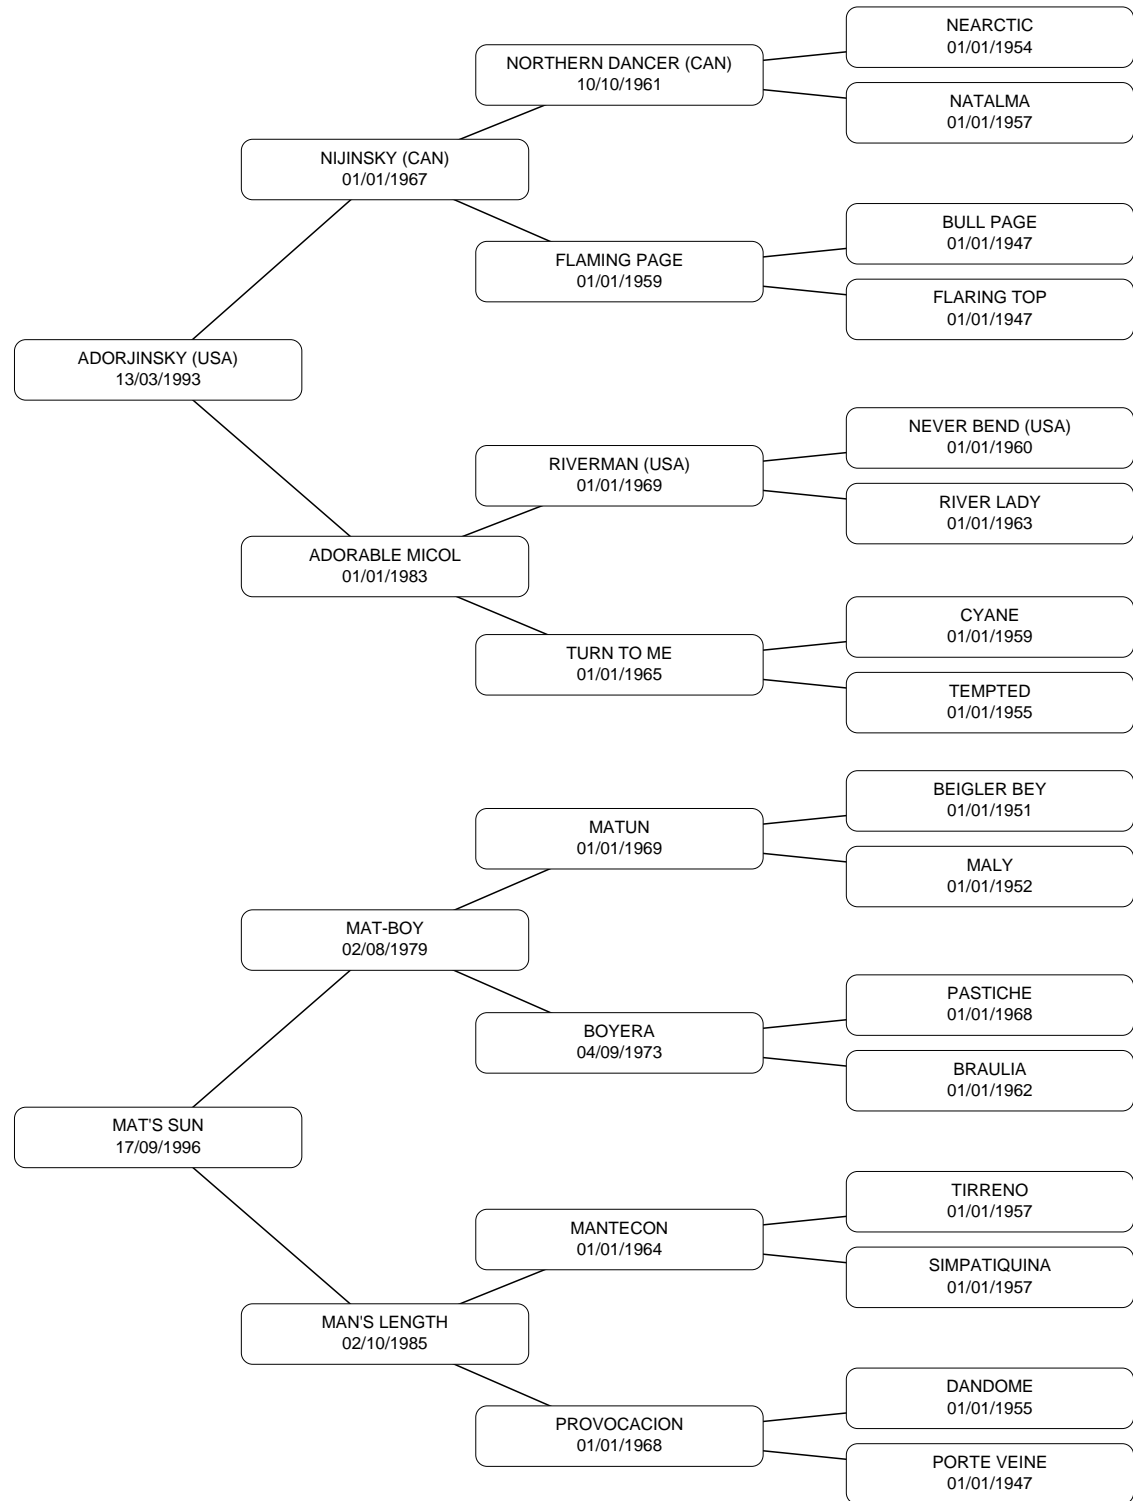 NEARCTIC
01/01/1954
NORTHERN DANCER (CAN)
10/10/1961
NATALMA
01/01/1957
NIJINSKY (CAN)
01/01/1967
BULL PAGE
01/01/1947
FLAMING PAGE
01/01/1959
FLARING TOP
01/01/1947
ADORJINSKY (USA)
13/03/1993
NEVER BEND (USA)
01/01/1960
RIVERMAN (USA)
01/01/1969
RIVER LADY
01/01/1963
ADORABLE MICOL
01/01/1983
CYANE
01/01/1959
TURN TO ME
01/01/1965
TEMPTED
01/01/1955
BEIGLER BEY
01/01/1951
MATUN
01/01/1969
MALY
01/01/1952
MAT-BOY
02/08/1979
PASTICHE
01/01/1968
BOYERA
04/09/1973
BRAULIA
01/01/1962
MAT'S SUN
17/09/1996
TIRRENO
01/01/1957
MANTECON
01/01/1964
SIMPATIQUINA
01/01/1957
MAN'S LENGTH
02/10/1985
DANDOME
01/01/1955
PROVOCACION
01/01/1968
PORTE VEINE
01/01/1947